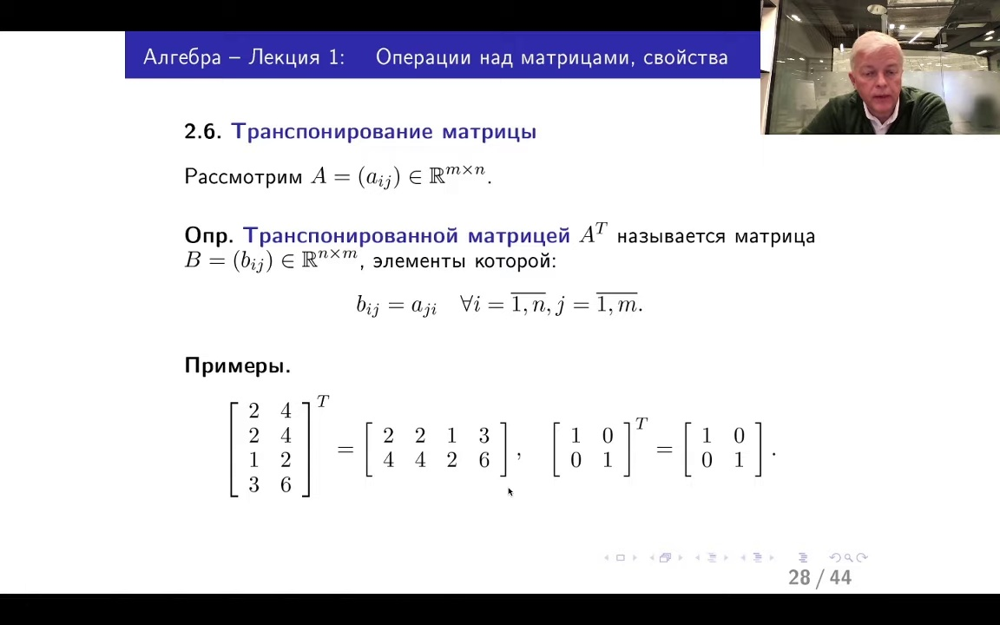 Алгебра – Лекция 1: Операции над матрицами, свойства
2.6. Транспонирование матрицы
Рассмотрим $A = (a_{ij}) \in \mathbb{R}^{m \times n}$.
Опр. Транспонированной матрицей $A^T$ называется матрица
$B = (b_{ij}) \in \mathbb{R}^{n \times m}$, элементы которой:
$b_{ij} = a_{ji} \quad \forall i = \overline{1, n}, j = \overline{1, m}.$
Примеры.
$\begin{bmatrix} 2 & 4 \\ 2 & 4 \\ 1 & 2 \\ 3 & 6 \end{bmatrix}^T = \begin{bmatrix} 2 & 2 & 1 & 3 \\ 4 & 4 & 2 & 6 \end{bmatrix}, \quad \begin{bmatrix} 1 & 0 \\ 0 & 1 \end{bmatrix}^T = \begin{bmatrix} 1 & 0 \\ 0 & 1 \end{bmatrix}.$
28 / 44